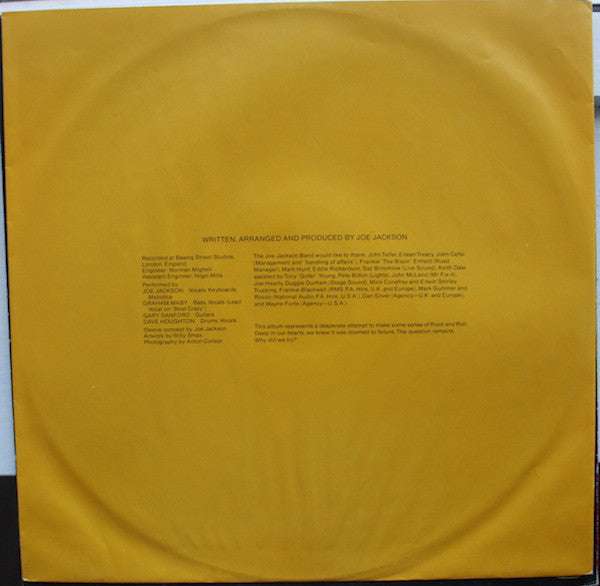 WRITTEN, ARRANGED AND PRODUCED BY JOE JACKSON
Recorded at Basing Street Studios,
London, England
Engineer: Norman Mighell
Assistant Engineer: Nigel Mills
Performed by:
JOE JACKSON Vocals, Keyboards,
Melodica
GRAHAM MABY Bass, Vocals (Lead
Vocal on "Beat Crazy")
GARY SANFORD Guitars
DAVE HOUGHTON Drums, Vocals
Sleeve concept by Joe Jackson
Artwork by Willy Smax
Photography by Anton Corbijn
The Joe Jackson Band would like to thank: John Telfer, Eileen Treacy, John Cefai
(Management and "handling of affairs"), Frankie 'The Bison' Enfield (Road
Manager), Mark Hunt, Eddie Richardson, Saz Brincklow (Live Sound), Keith Dale
assisted by Tony 'Gofer' Young, Pete Bilton (Lights), John McLeod (Mr Fix-it),
Joe Hearty, Duggie Durham (Stage Sound), Mick Conafray and Edwin Shirley
Trucking, Frankie Blackwell (RMS P.A. Hire, U.K. and Europe), Mark Gummer and
Rocco (National Audio P.A. Hire, U.S.A.), Dan Silver (Agency—U.K. and Europe),
and Wayne Forte (Agency—U.S.A.)
This album represents a desperate attempt to make some sense of Rock and Roll.
Deep in our hearts, we knew it was doomed to failure. The question remains:
Why did we try?